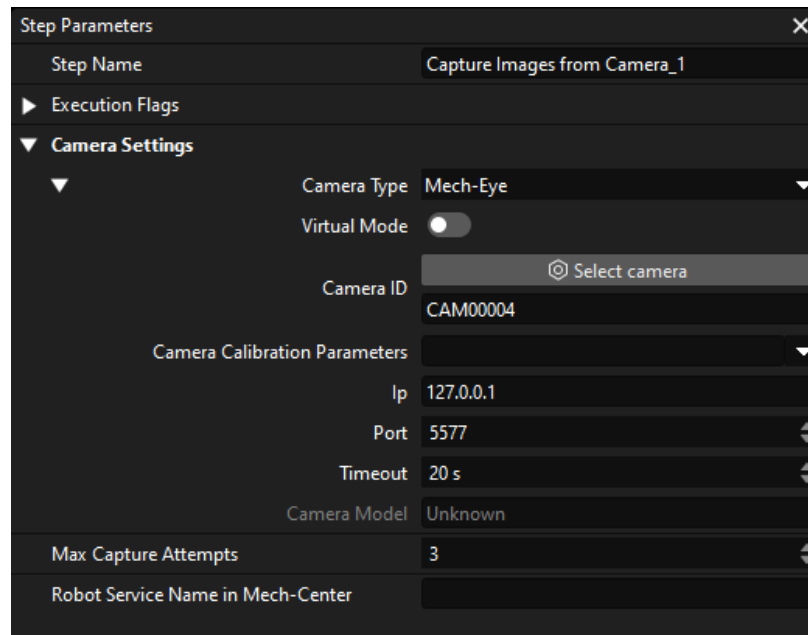 Step Parameters
Step Name Capture Images from Camera_1
Execution Flags
Camera Settings
Camera Type Mech-Eye
Virtual Mode
Select camera
Camera ID
CAM00004
Camera Calibration Parameters
Ip 127.0.0.1
Port 5577
Timeout 20 s
Camera Model Unknown
Max Capture Attempts 3
Robot Service Name in Mech-Center